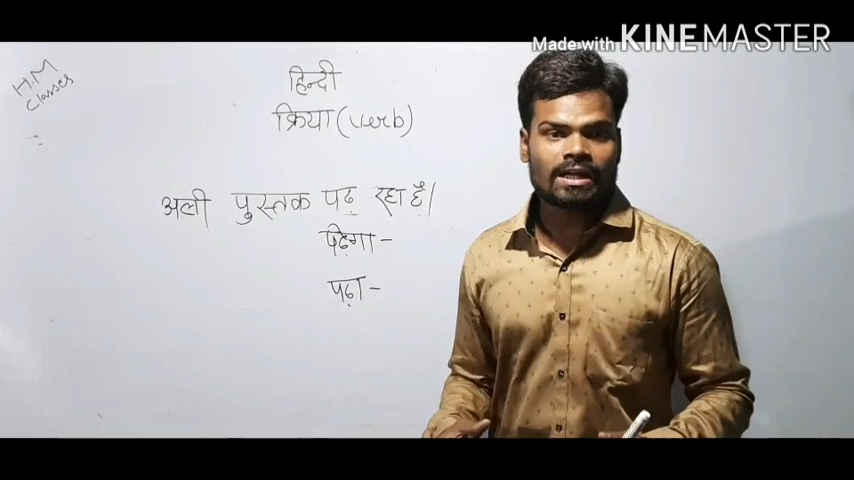 Made with KINEMASTER
HM
Classes
हिन्दी
क्रिया (verb)
अली पुस्तक पढ़ रहा है।
पढ़ेगा -
पढ़ा -